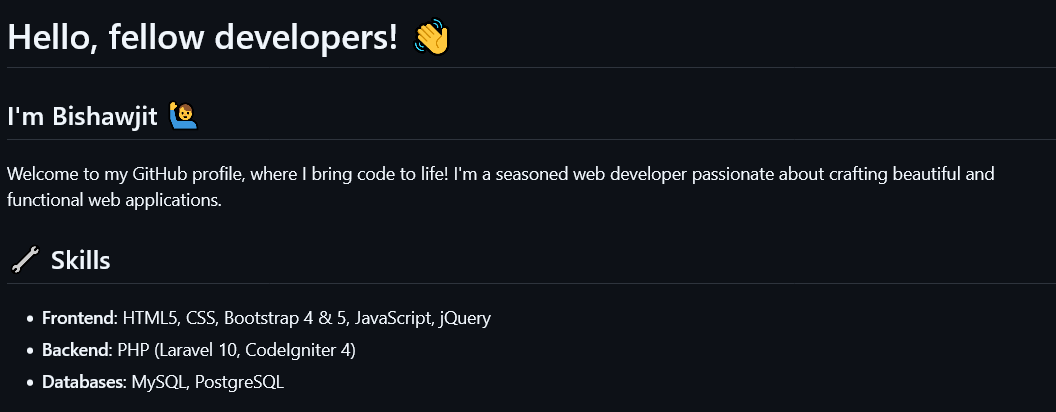 Hello, fellow developers! 👋
I'm Bishawjit 🙋‍♂️
Welcome to my GitHub profile, where I bring code to life! I'm a seasoned web developer passionate about crafting beautiful and
functional web applications.
🔧 Skills
• Frontend: HTML5, CSS, Bootstrap 4 & 5, JavaScript, jQuery
• Backend: PHP (Laravel 10, CodeIgniter 4)
• Databases: MySQL, PostgreSQL